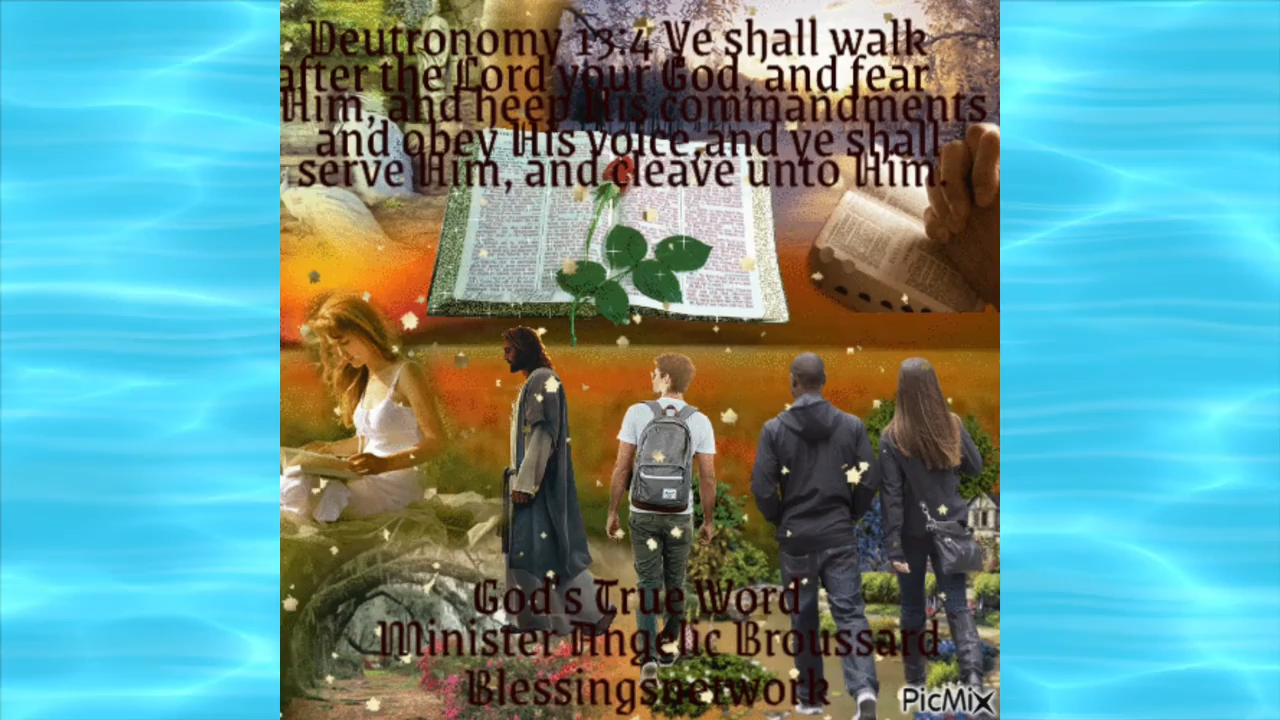 Deutronomy 13:4 Ye shall walk
after the Lord your God, and fear
Him, and keep His commandments
and obey His voice, and ye shall
serve Him, and cleave unto Him.
God's True Word
Minister Angelic Broussard
Blessingsnetwork
PicMix